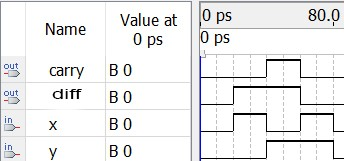 Name
Value at
0 ps
0 ps
80.0
0 ps
out carry B 0
out cliff B 0
in x B 0
in y B 0